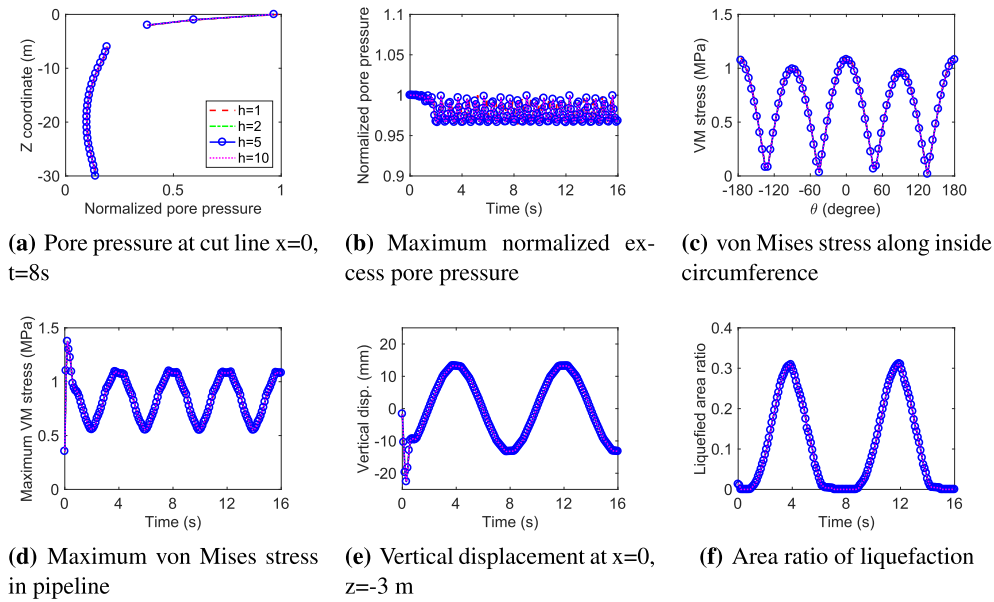 0
-10
-20
-30
Z coordinate (m)
0 0.5 1
Normalized pore pressure
h=1
h=2
h=5
h=10
(a) Pore pressure at cut line x=0,
t=8s
1.1
1.05
1
0.95
0.9
Normalized pore pressure
0 4 8 12 16
Time (s)
(b) Maximum normalized ex-
cess pore pressure
1.5
1
0.5
0
VM stress (MPa)
-180 -120 -60 0 60 120 180
θ (degree)
(c) von Mises stress along inside
circumference
1.5
1
0.5
0
Maximum VM stress (MPa)
0 4 8 12 16
Time (s)
(d) Maximum von Mises stress
in pipeline
20
10
0
-10
-20
Vertical disp. (mm)
0 4 8 12 16
Time (s)
(e) Vertical displacement at x=0,
z=-3 m
0.4
0.3
0.2
0.1
0
Liquefied area ratio
0 4 8 12 16
Time (s)
(f) Area ratio of liquefaction